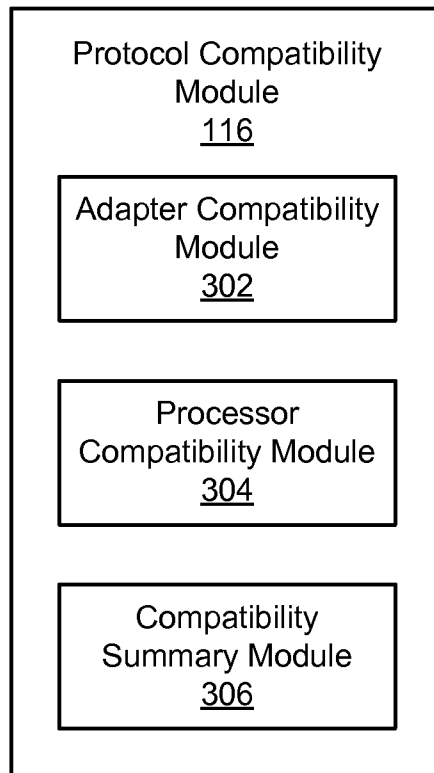 Protocol Compatibility
Module
116
Adapter Compatibility
Module
302
Processor
Compatibility Module
304
Compatibility
Summary Module
306